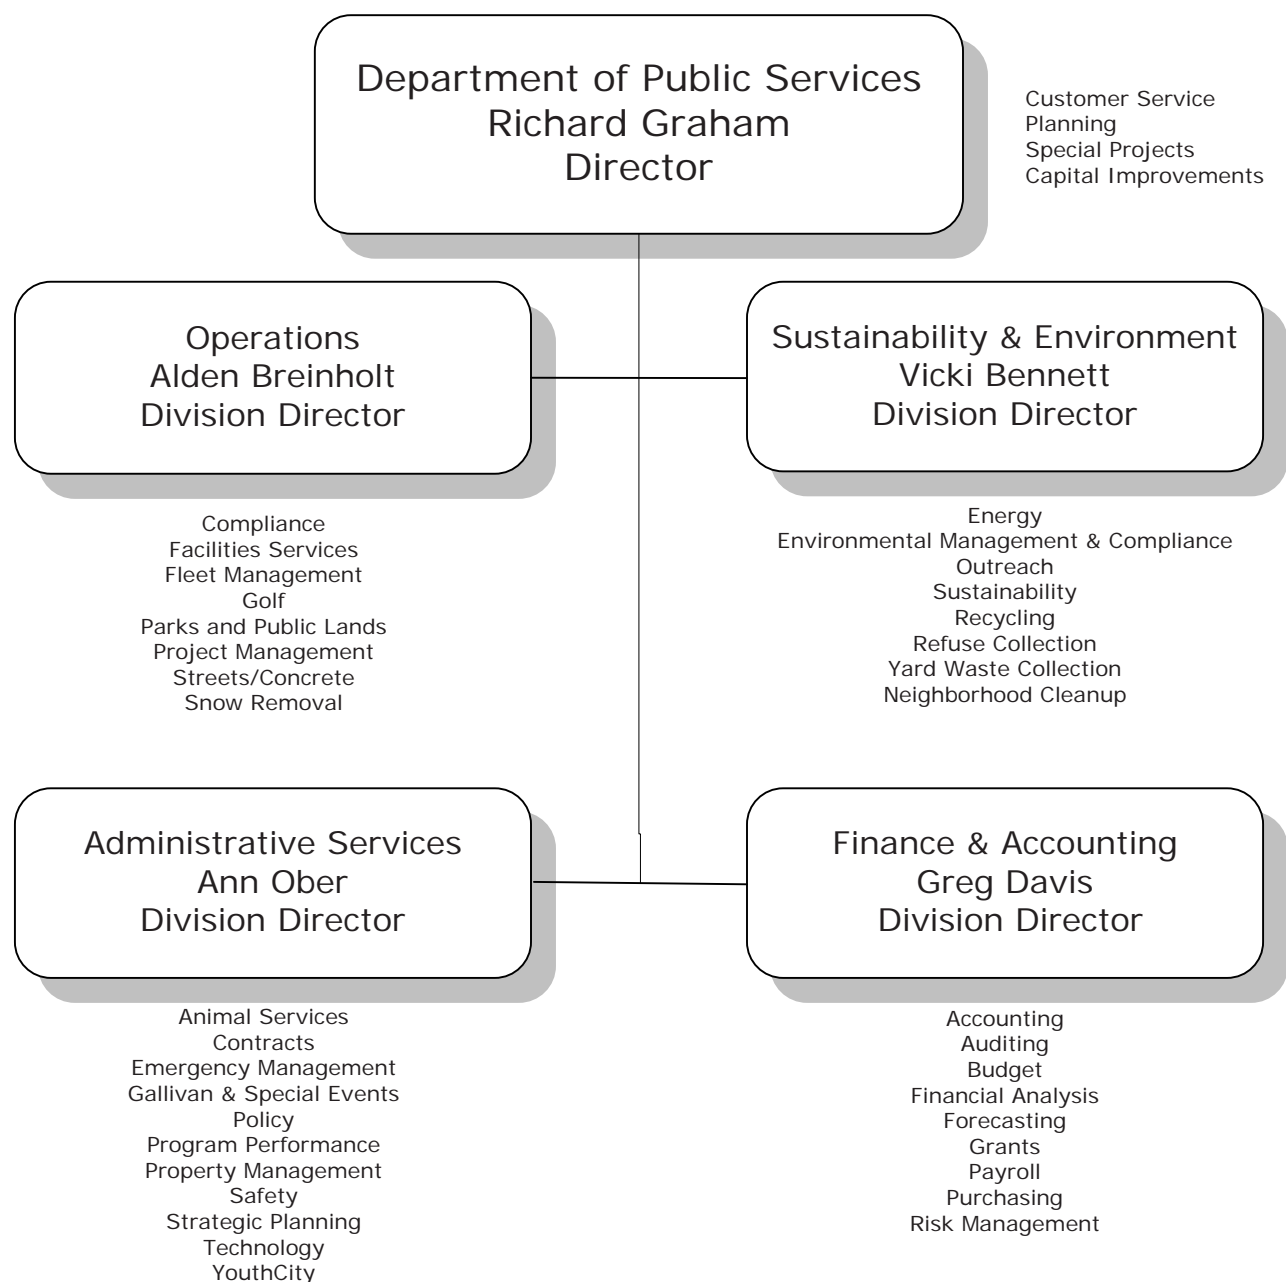 Department of Public Services
Richard Graham
Director
Customer Service
Planning
Special Projects
Capital Improvements
Operations
Alden Breinholt
Division Director
Sustainability & Environment
Vicki Bennett
Division Director
Compliance
Facilities Services
Fleet Management
Golf
Parks and Public Lands
Project Management
Streets/Concrete
Snow Removal
Energy
Environmental Management & Compliance
Outreach
Sustainability
Recycling
Refuse Collection
Yard Waste Collection
Neighborhood Cleanup
Administrative Services
Ann Ober
Division Director
Finance & Accounting
Greg Davis
Division Director
Animal Services
Contracts
Emergency Management
Gallivan & Special Events
Policy
Program Performance
Property Management
Safety
Strategic Planning
Technology
YouthCity
Accounting
Auditing
Budget
Financial Analysis
Forecasting
Grants
Payroll
Purchasing
Risk Management